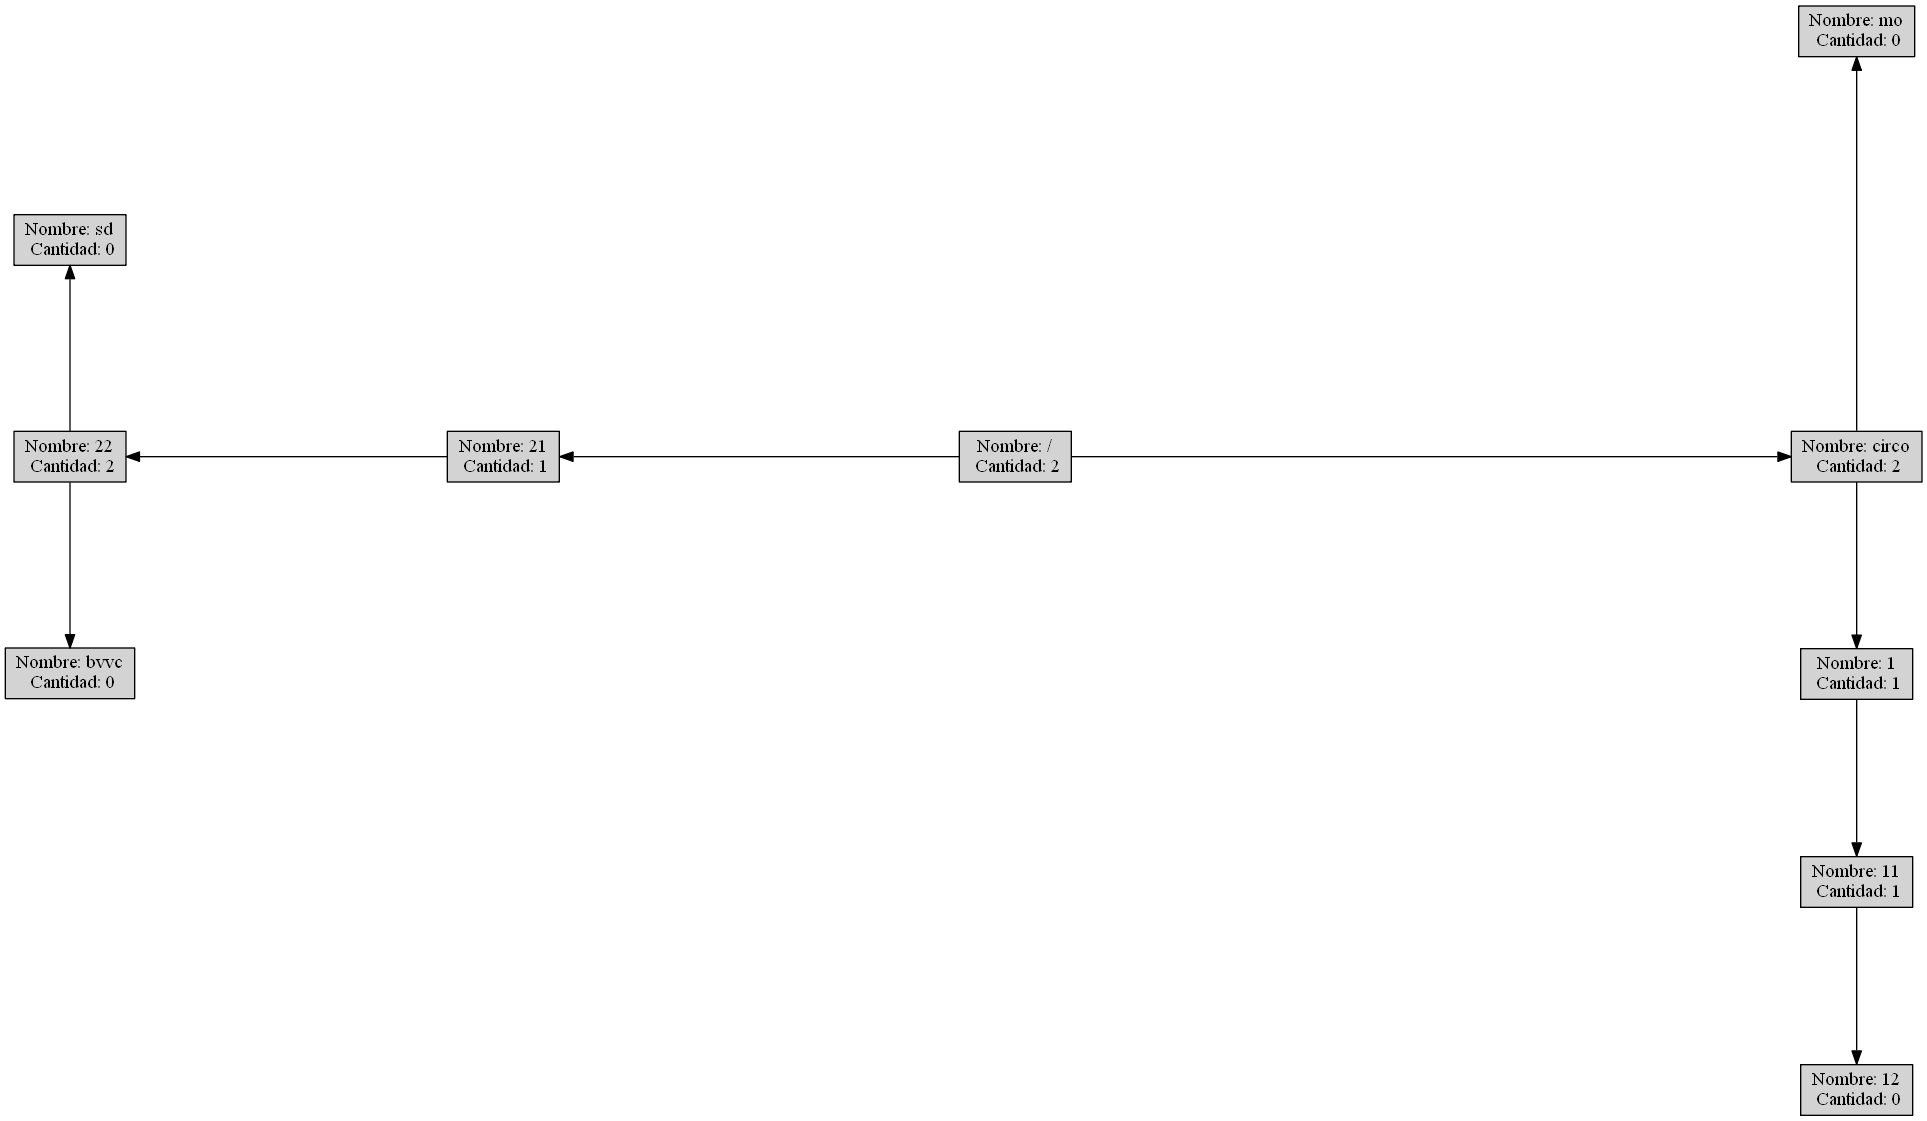 Nombre: mo
Cantidad: 0
Nombre: sd
Cantidad: 0
Nombre: 22
Cantidad: 2
Nombre: 21
Cantidad: 1
Nombre: /
Cantidad: 2
Nombre: circo
Cantidad: 2
Nombre: bvvc
Cantidad: 0
Nombre: 1
Cantidad: 1
Nombre: 11
Cantidad: 1
Nombre: 12
Cantidad: 0